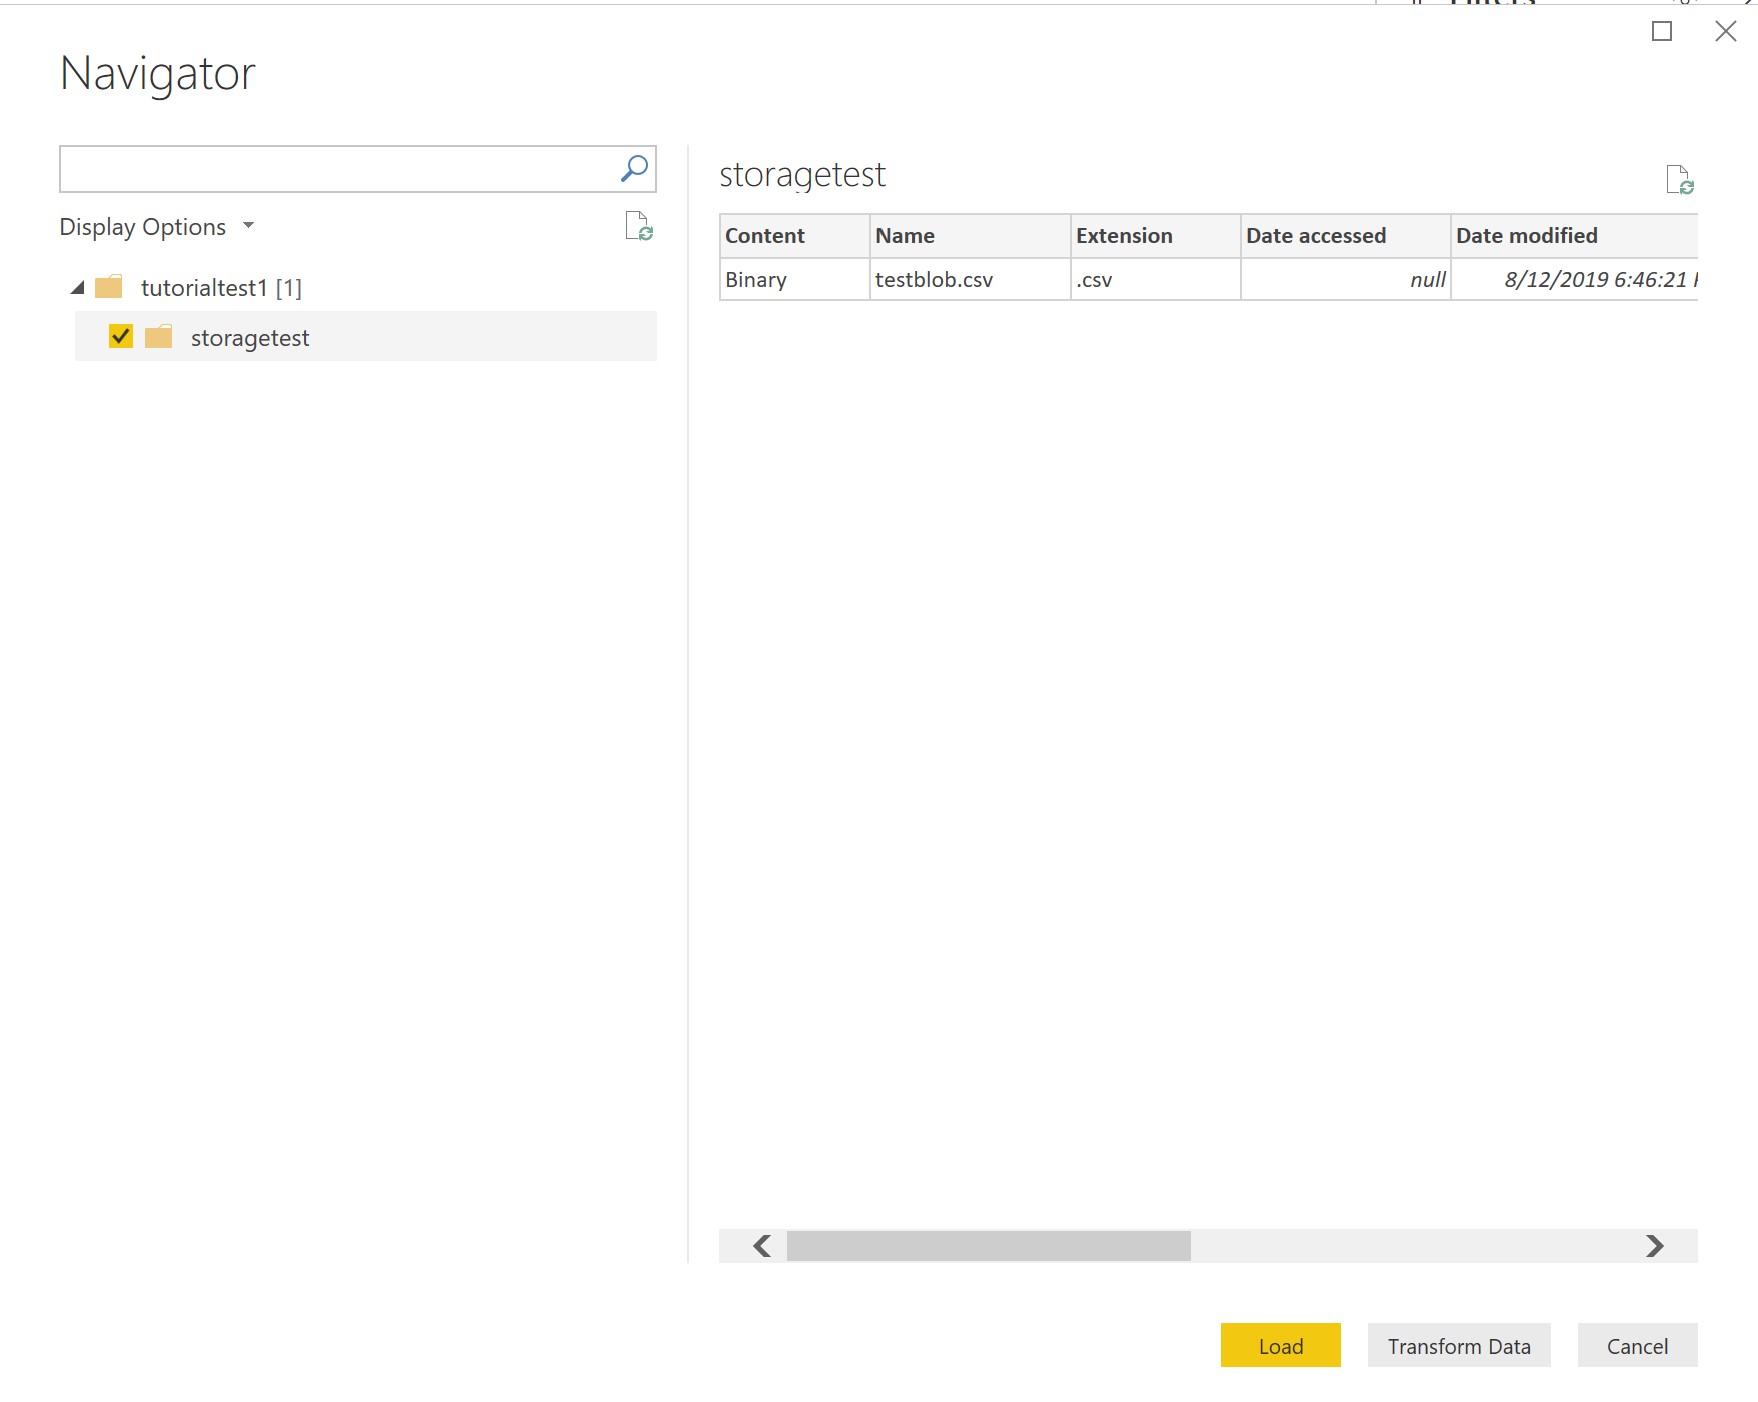 Navigator
Display Options
tutorialtest1 [1]
storagetest
storagetest
Content Name Extension Date accessed Date modified
Binary testblob.csv .csv null 8/12/2019 6:46:21
Load Transform Data Cancel